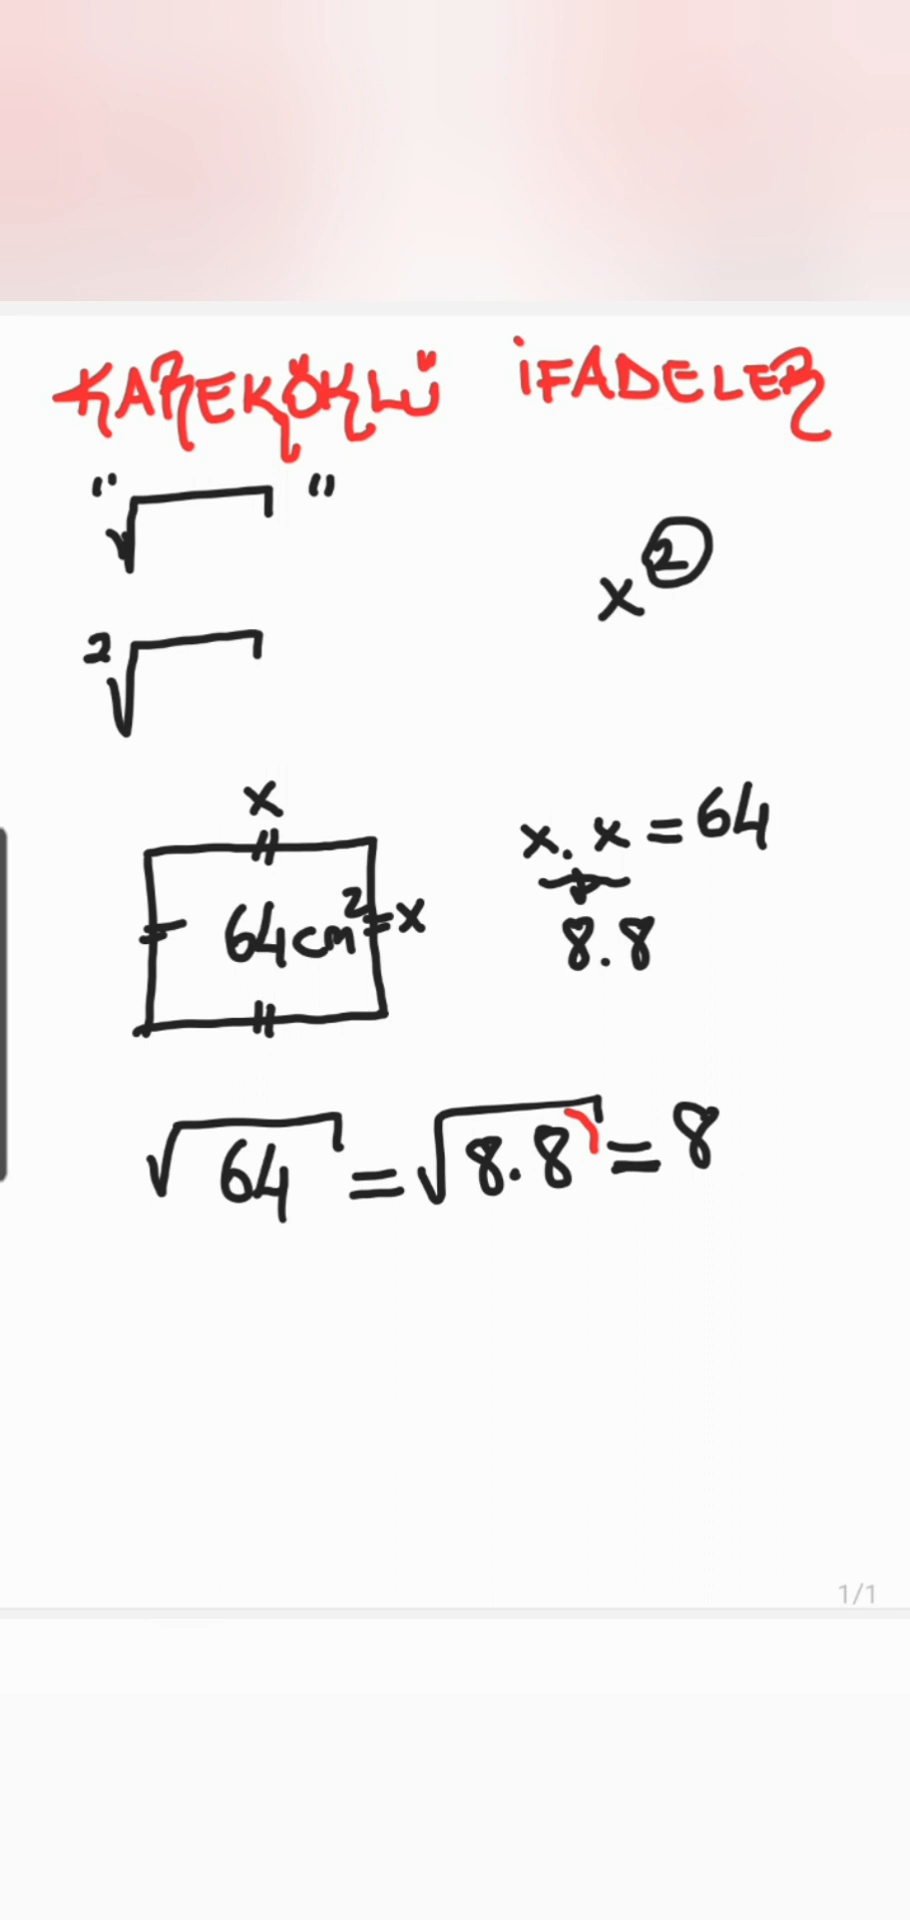 KAREKÖKLÜ İFADELER
"√ "
x²
²√
x
64cm² x
x.x=64
8.8
√64=√8.8=8
1/1